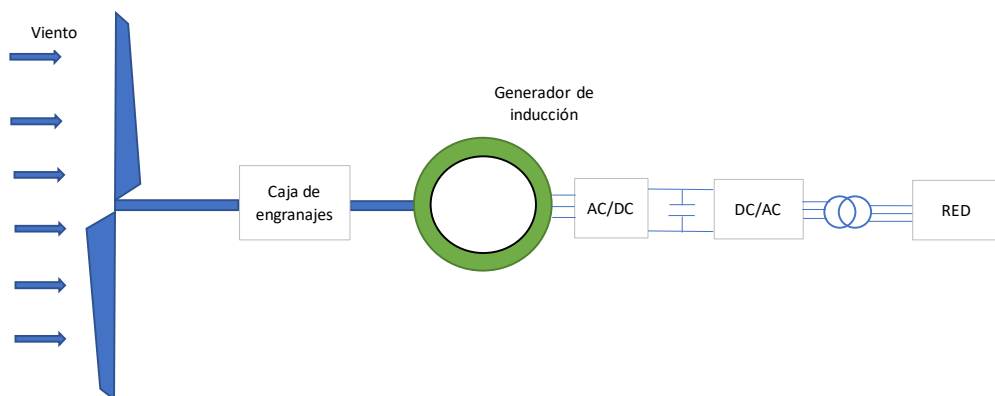 Viento
Generador de
inducción
Caja de
engranajes
AC/DC
DC/AC
RED